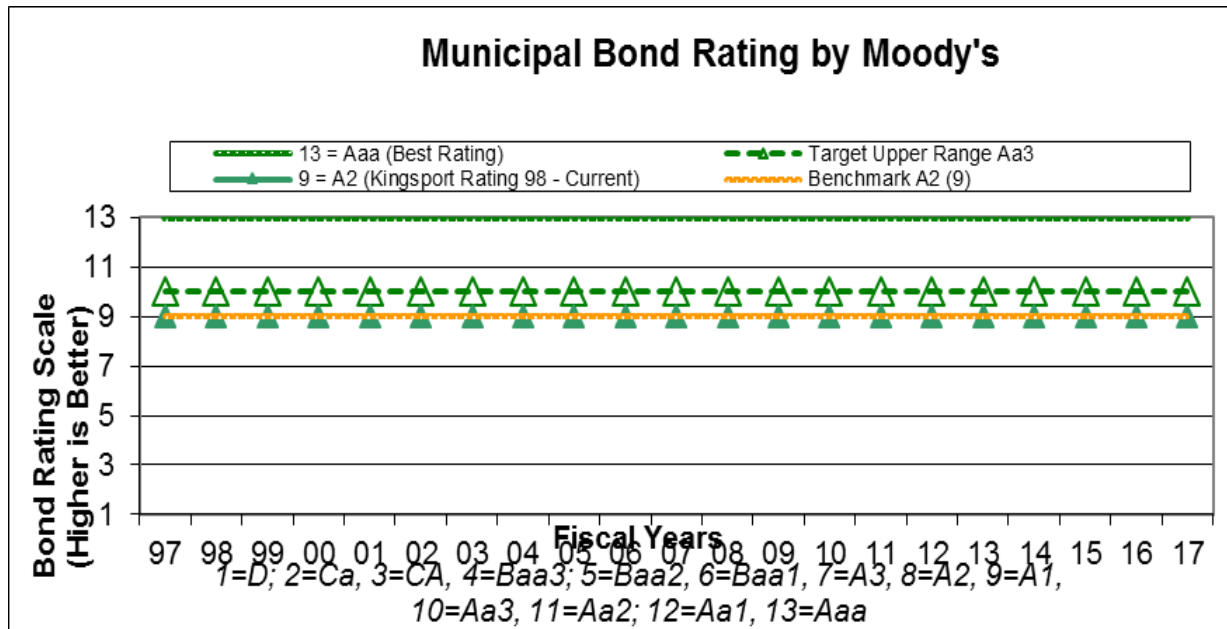 Municipal Bond Rating by Moody's
13 = Aaa (Best Rating)
Target Upper Range Aa3
9 = A2 (Kingsport Rating 98 - Current)
Benchmark A2 (9)
Bond Rating Scale
(Higher is Better)
13
11
9
7
5
3
1
97 98 99 00 01 02 03 04 05 06 07 08 09 10 11 12 13 14 15 16 17
Fiscal Years
1=D; 2=Ca, 3=CA, 4=Baa3; 5=Baa2, 6=Baa1, 7=A3, 8=A2, 9=A1,
10=Aa3, 11=Aa2; 12=Aa1, 13=Aaa